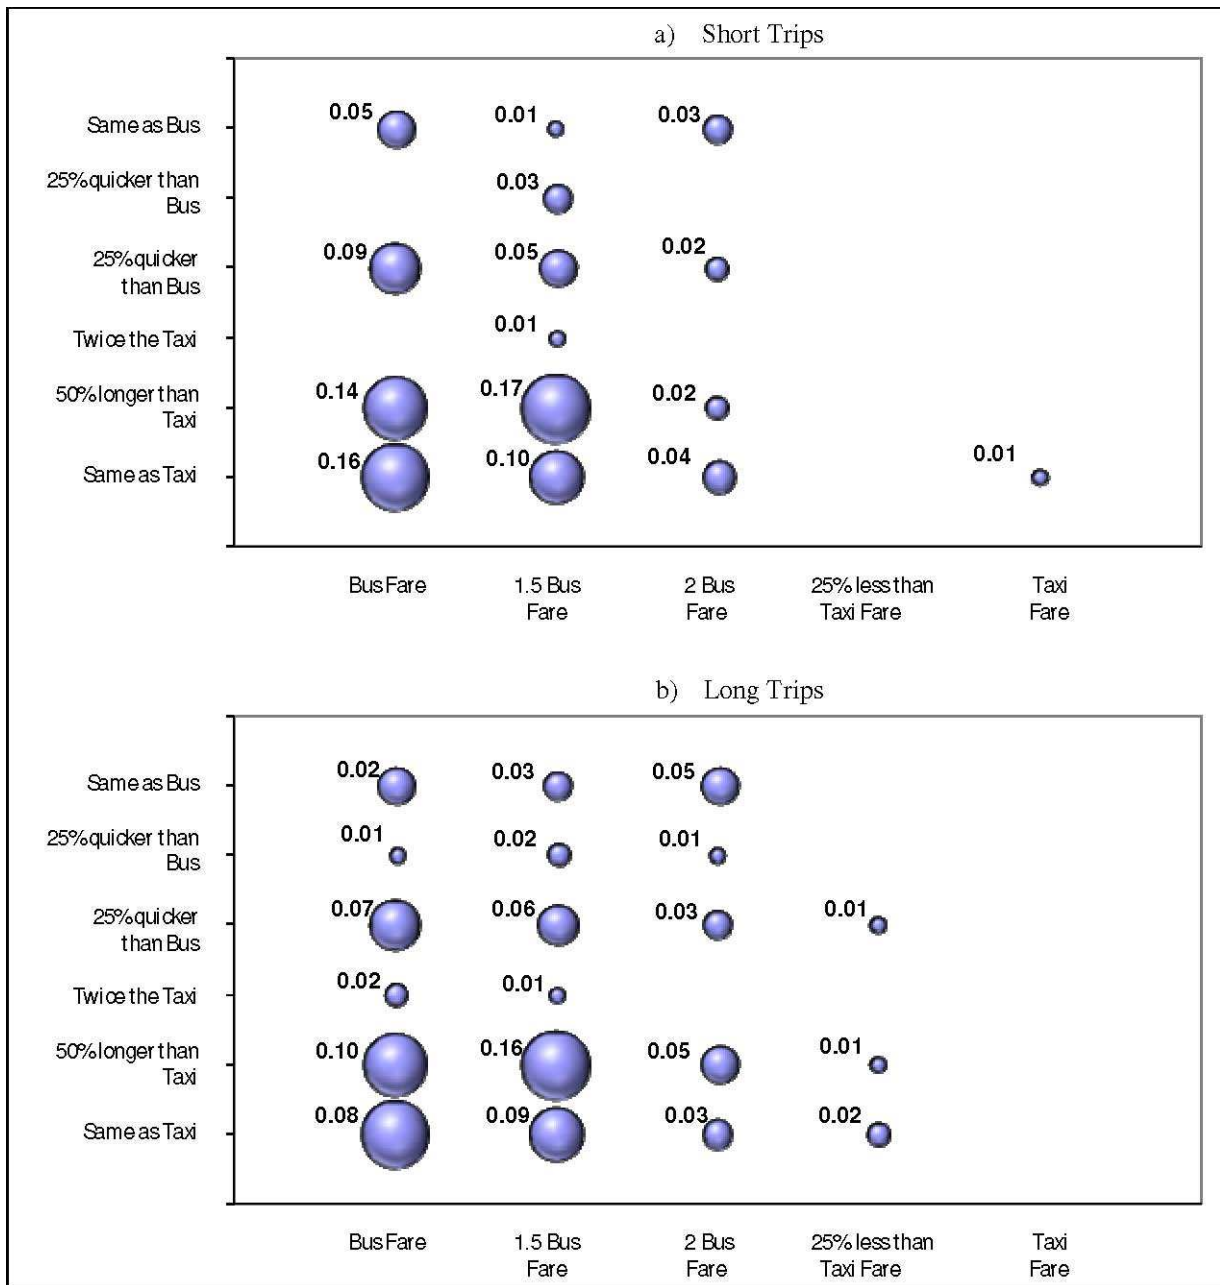 a) Short Trips
0.05 0.01 0.03
Same as Bus
25% quicker than
Bus
0.03
0.09 0.05 0.02
25% quicker
than Bus
0.01
Twice the Taxi
50% longer than
Taxi
0.14 0.17 0.02
0.16 0.10 0.04 0.01
Same as Taxi
Bus Fare 1.5 Bus 2 Bus 25% less than Taxi
Fare Fare Taxi Fare Fare
b) Long Trips
0.02 0.03 0.05
Same as Bus
25% quicker than
Bus
0.01 0.02 0.01
0.07 0.06 0.03 0.01
25% quicker
than Bus
0.02 0.01
Twice the Taxi
50% longer than
Taxi
0.10 0.16 0.05 0.01
0.08 0.09 0.03 0.02
Same as Taxi
Bus Fare 1.5 Bus 2 Bus 25% less than Taxi
Fare Fare Taxi Fare Fare